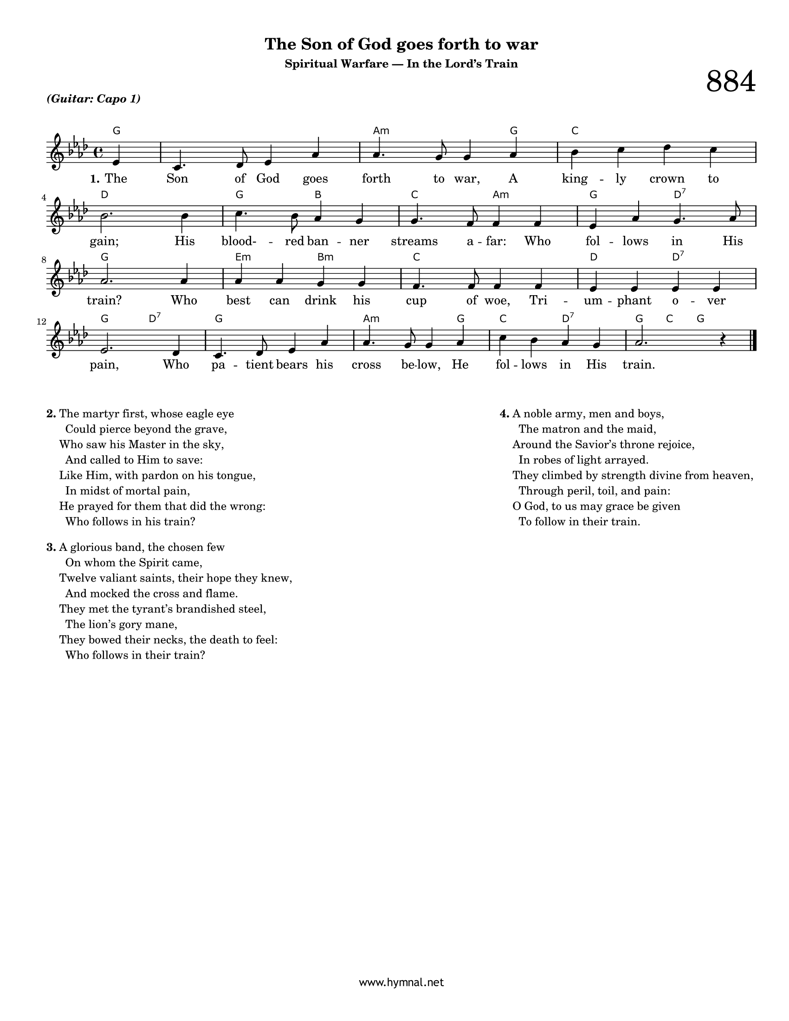 The Son of God goes forth to war
Spiritual Warfare — In the Lord's Train
884
(Guitar: Capo 1)
G Am G C
1. The Son of God goes forth to war, A king - ly crown to
4
D G B C Am G D7
gain; His blood- - red ban - ner streams a - far: Who fol - lows in His
8
G Em Bm C D D7
train? Who best can drink his cup of woe, Tri - um - phant o - ver
12
G D7 G Am G C D7 G C G
pain, Who pa - tient bears his cross be-low, He fol - lows in His train.
2. The martyr first, whose eagle eye
Could pierce beyond the grave,
Who saw his Master in the sky,
And called to Him to save:
Like Him, with pardon on his tongue,
In midst of mortal pain,
He prayed for them that did the wrong:
Who follows in his train?
3. A glorious band, the chosen few
On whom the Spirit came,
Twelve valiant saints, their hope they knew,
And mocked the cross and flame.
They met the tyrant's brandished steel,
The lion's gory mane,
They bowed their necks, the death to feel:
Who follows in their train?
4. A noble army, men and boys,
The matron and the maid,
Around the Savior's throne rejoice,
In robes of light arrayed.
They climbed by strength divine from heaven,
Through peril, toil, and pain:
O God, to us may grace be given
To follow in their train.
www.hymnal.net